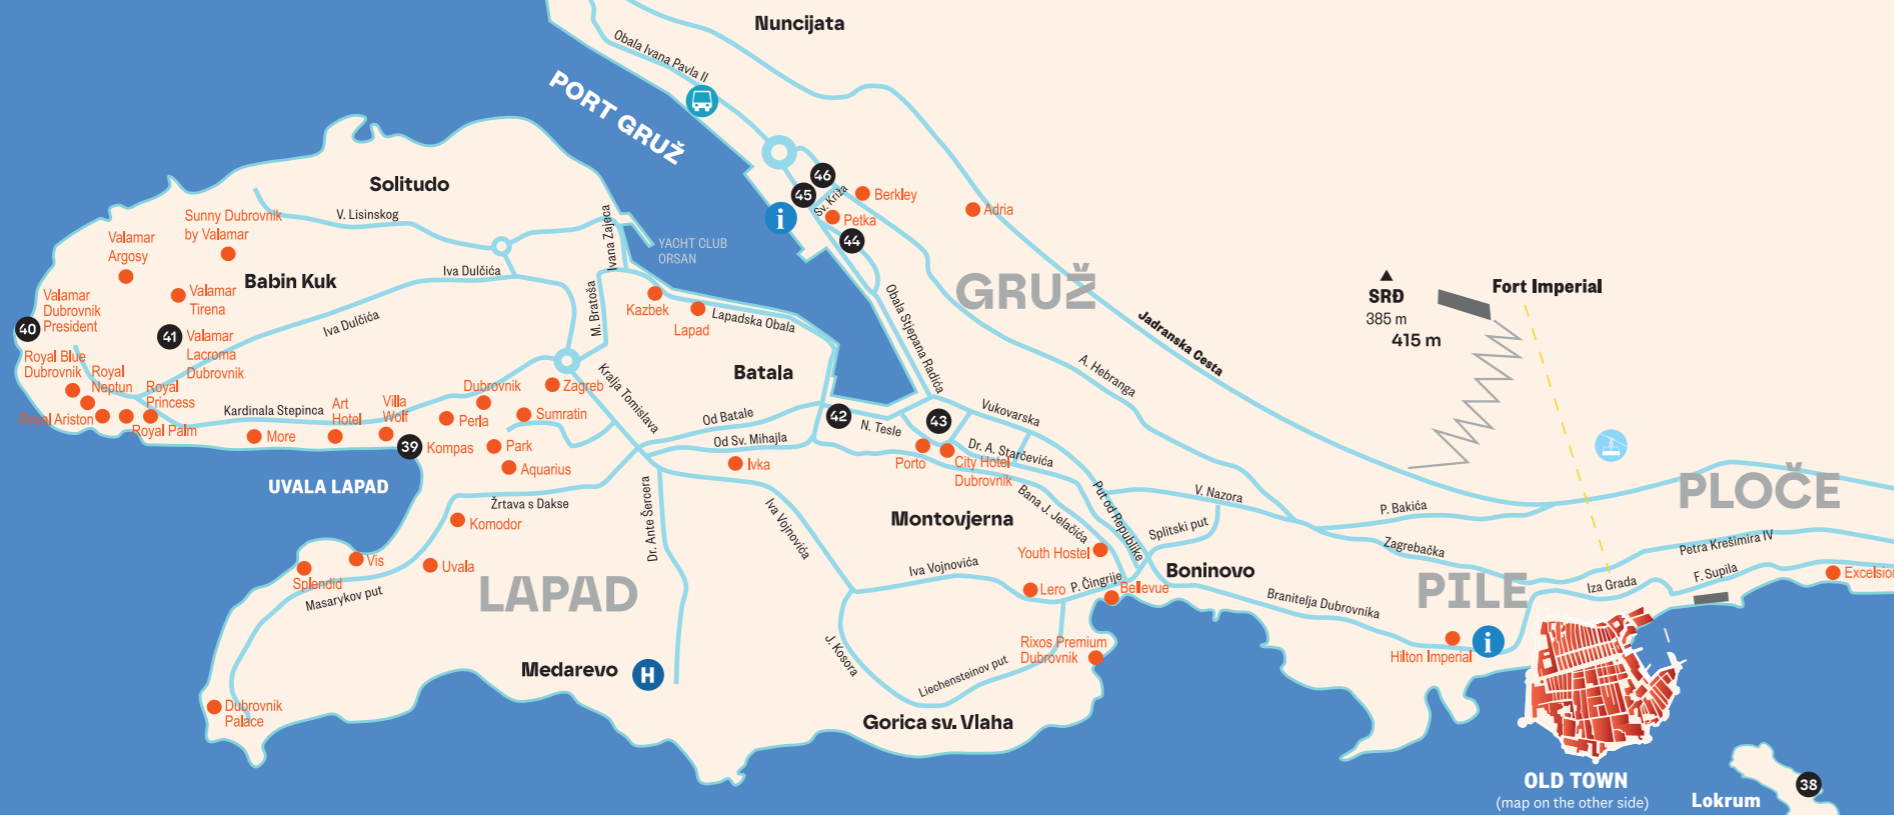 Nuncijata
Obala Ivana Pavla II
PORT GRUŽ
Solitudo
V. Lisinskog
Sunny Dubrovnik
by Valamar
Valamar
Argosy
Babin Kuk
Valamar
Tirena
Valamar
Dubrovnik
President
40
41
Valamar
Lacroma
Dubrovnik
Iva Dulčića
Iva Dulčića
Ivana Zajeca
M. Bratoša
YACHT CLUB
ORSAN
Kazbek
Lapad
Lapadska Obala
46
45
Sv. Križa
Berkley
Petka
44
i
Adria
GRUŽ
Obala Stjepana Radića
Jadranska Cesta
A. Hebranga
SRĐ
385 m
415 m
Fort Imperial
Royal Blue
Dubrovnik
Royal
Neptun
Royal
Princess
Royal Ariston
Royal Palm
Kardinala Stepinca
Art
Hotel
Villa
Wolf
More
39
Kompas
Dubrovnik
Perla
Zagreb
Sumratin
Park
Aquarius
Kralja Tomislava
Batala
Od Batale
Od Sv. Mihajla
Ivka
42
N. Tesle
43
Vukovarska
Dr. A. Starčevića
Porto
City Hotel
Dubrovnik
UVALA LAPAD
Žrtava s Dakse
Komodor
Vis
Uvala
Splendid
Masarykov put
LAPAD
Dr. Ante Šercera
Iva Vojnovića
Montovjerna
Bana J. Jelačića
Put od Republike
V. Nazora
Splitski put
P. Bakića
PLOČE
Zagrebačka
Petra Krešimira IV
Youth Hostel
Iva Vojnovića
Lero
P. Čingrije
Bellevue
Boninovo
Branitelja Dubrovnika
PILE
Iza Grada
F. Supila
Excelsior
J. Kosora
Rixos Premium
Dubrovnik
Liechensteinov put
Hilton Imperial
i
Medarevo
H
Dubrovnik
Palace
Gorica sv. Vlaha
OLD TOWN
(map on the other side)
Lokrum
38